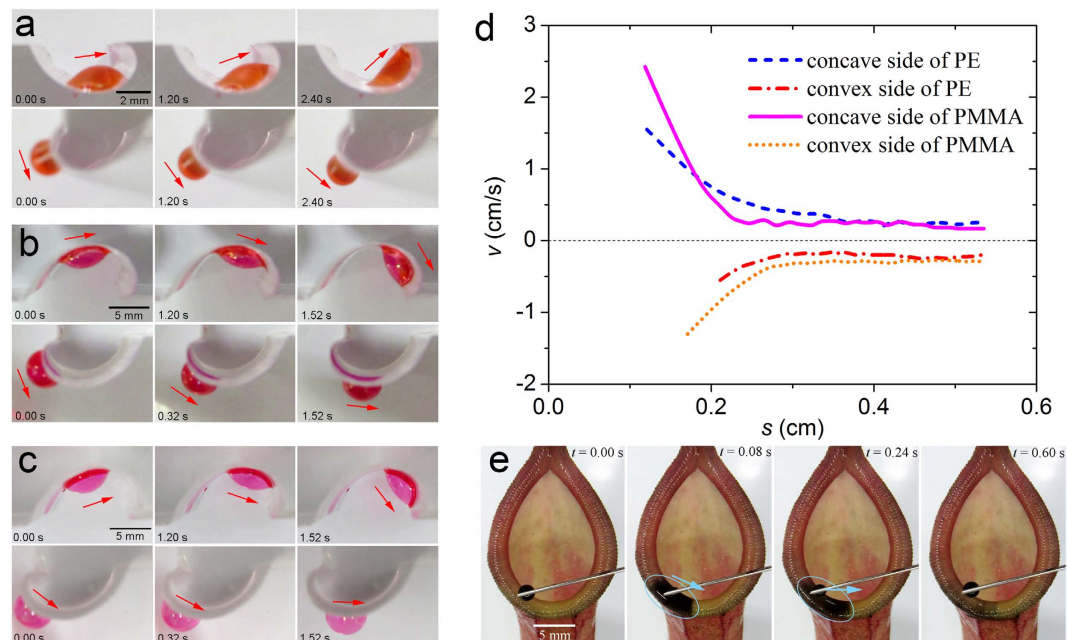 a
0.00 s
2 mm
1.20 s
2.40 s
0.00 s
1.20 s
2.40 s
b
0.00 s
5 mm
1.20 s
1.52 s
0.00 s
0.32 s
1.52 s
c
0.00 s
5 mm
1.20 s
1.52 s
0.00 s
0.32 s
1.52 s
d
3
2
1
0
-1
-2
v (cm/s)
concave side of PE
convex side of PE
concave side of PMMA
convex side of PMMA
0.0
0.2
0.4
0.6
s (cm)
e
t = 0.00 s
5 mm
t = 0.08 s
t = 0.24 s
t = 0.60 s